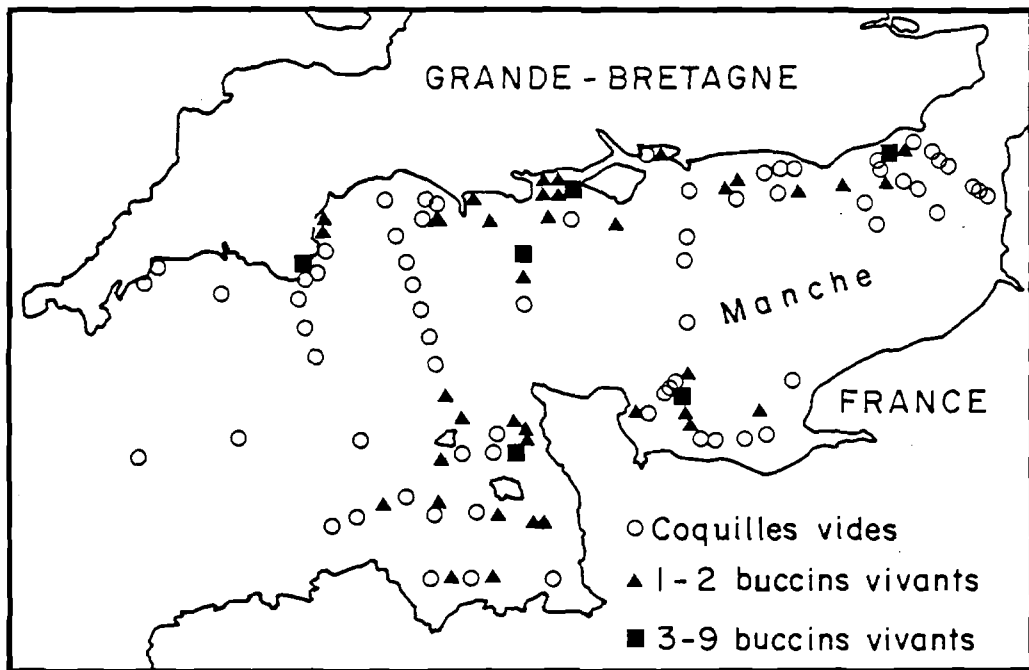 GRANDE-BRETAGNE
Manche
FRANCE
Coquilles vides
1-2 buccins vivants
3-9 buccins vivants